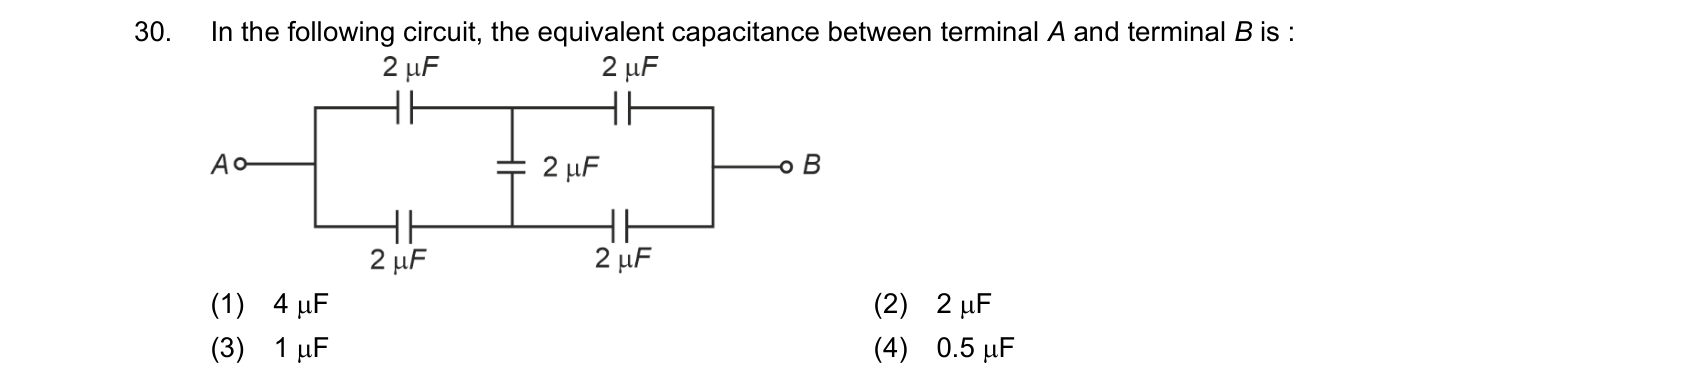 30. In the following circuit, the equivalent capacitance between terminal A and terminal B is :
2 μF 2 μF
A 2 μF B
2 μF 2 μF
(1) 4 μF (2) 2 μF
(3) 1 μF (4) 0.5 μF